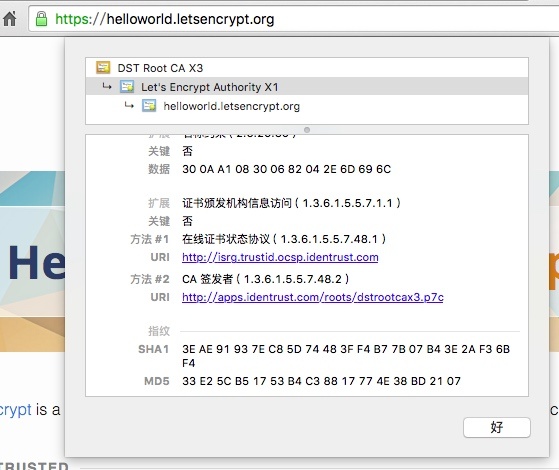 https://helloworld.letsencrypt.org
DST Root CA X3
Let's Encrypt Authority X1
helloworld.letsencrypt.org
关键 否
数据 30 0A A1 08 30 06 82 04 2E 6D 69 6C
扩展 证书颁发机构信息访问 ( 1.3.6.1.5.5.7.1.1 )
关键 否
方法 #1 在线证书状态协议 ( 1.3.6.1.5.5.7.48.1 )
URI http://isrg.trustid.ocsp.identrust.com
方法 #2 CA 签发者 ( 1.3.6.1.5.5.7.48.2 )
URI http://apps.identrust.com/roots/dstrootcax3.p7c
指纹
SHA1 3E AE 91 93 7E C8 5D 74 48 3F F4 B7 7B 07 B4 3E 2A F3 6B
F4
MD5 33 E2 5C B5 17 53 B4 C3 88 17 77 4E 38 BD 21 07
He
crypt is a
好
TRUSTED